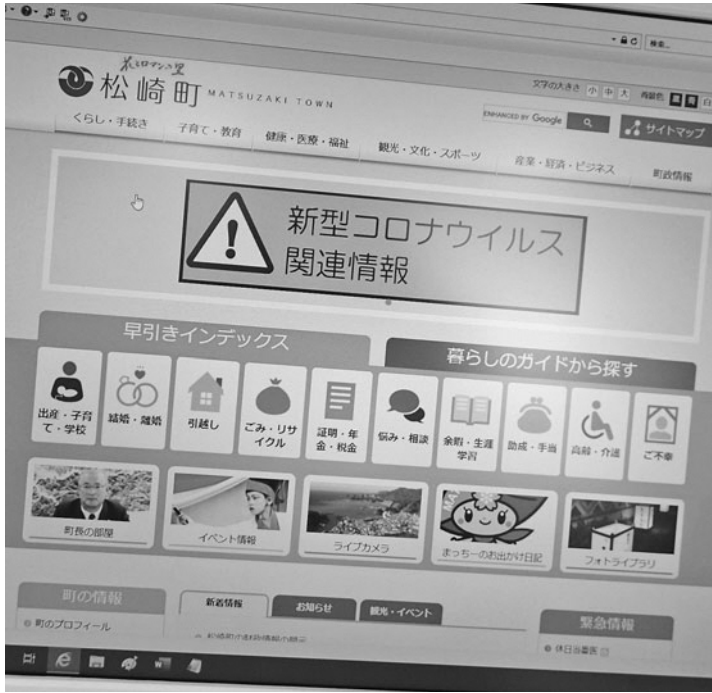 検索...
文字の大きさ 小 中 大 背景色
花とロマンの里
松崎町 MATSUZAKI TOWN
ENHANCED BY Google
サイトマップ
くらし・手続き 子育て・教育 健康・医療・福祉 観光・文化・スポーツ 産業・経済・ビジネス 町政情報
新型コロナウイルス
関連情報
早引きインデックス 暮らしのガイドから探す
出産・子育
て・学校
結婚・離婚
引越し
ごみ・リサ
イクル
証明・年
金・税金
悩み・相談
余暇・生涯
学習
助成・手当
高齢・介護
ご不幸
町長の部屋
イベント情報
ライブカメラ
まっちーのお出かけ日記
フォトライブラリ
町の情報
新着情報 お知らせ 観光・イベント
緊急情報
町のプロフィール
休日当番医